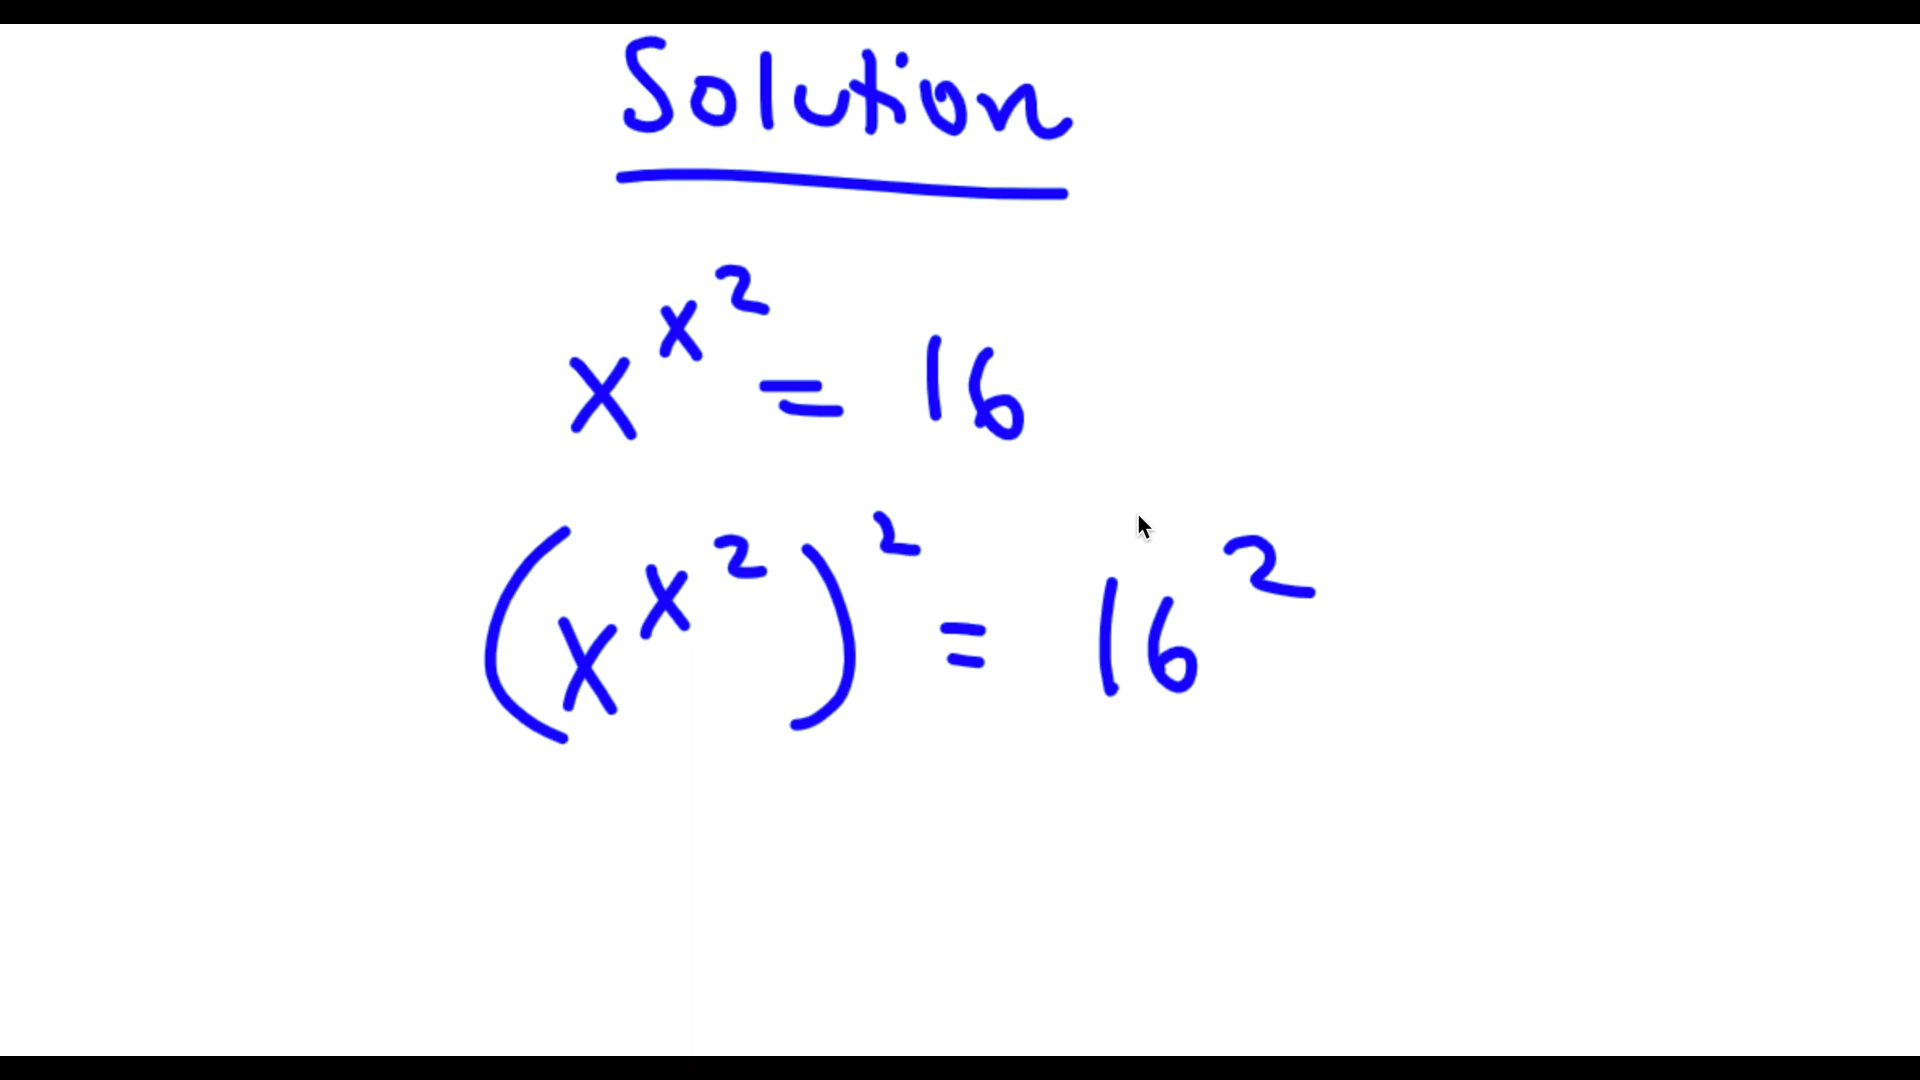 Solution
x^{x^2} = 16
(x^{x^2})^2 = 16^2